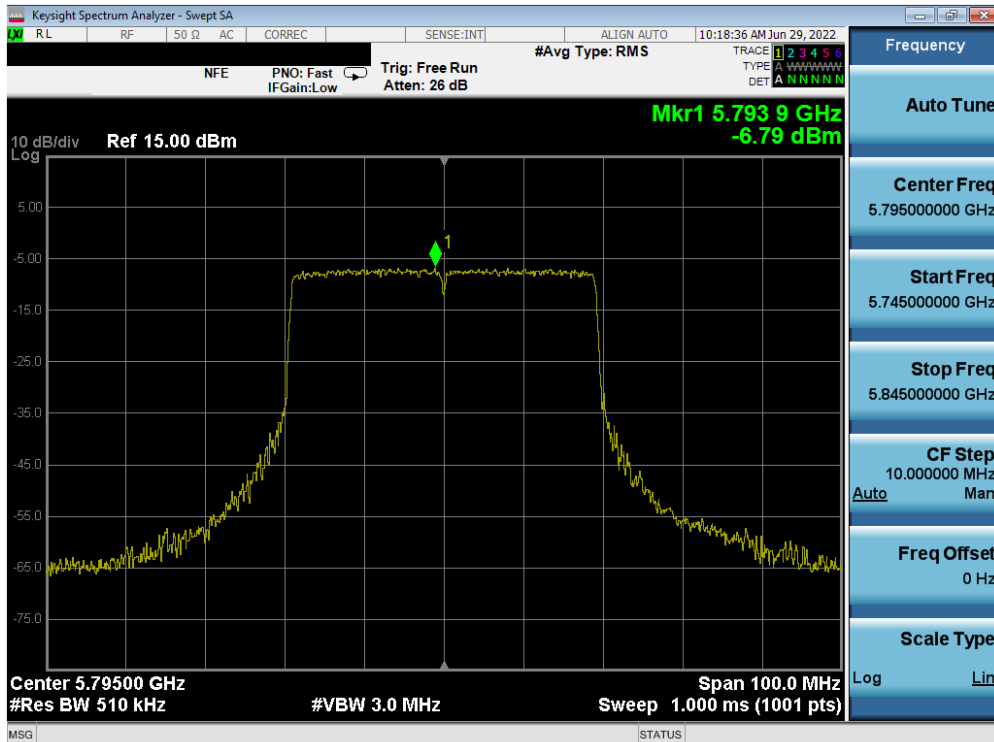 Keysight Spectrum Analyzer - Swept SA
LXI RL RF 50 Ω AC CORREC SENSE:INT ALIGN AUTO 10:18:36 AM Jun 29, 2022
NFE PNO: Fast Trig: Free Run #Avg Type: RMS TRACE 1 2 3 4 5 6
IFGain:Low Atten: 26 dB TYPE A WWWWW
DET A N N N N N
Mkr1 5.793 9 GHz
-6.79 dBm
10 dB/div Ref 15.00 dBm
Log
5.00
1
-5.00
-15.0
-25.0
-35.0
-45.0
-55.0
-65.0
-75.0
Center 5.79500 GHz Span 100.0 MHz
#Res BW 510 kHz #VBW 3.0 MHz Sweep 1.000 ms (1001 pts)
MSG STATUS
Frequency
Auto Tune
Center Freq
5.795000000 GHz
Start Freq
5.745000000 GHz
Stop Freq
5.845000000 GHz
CF Step
10.000000 MHz
Auto Man
Freq Offset
0 Hz
Scale Type
Log Lin